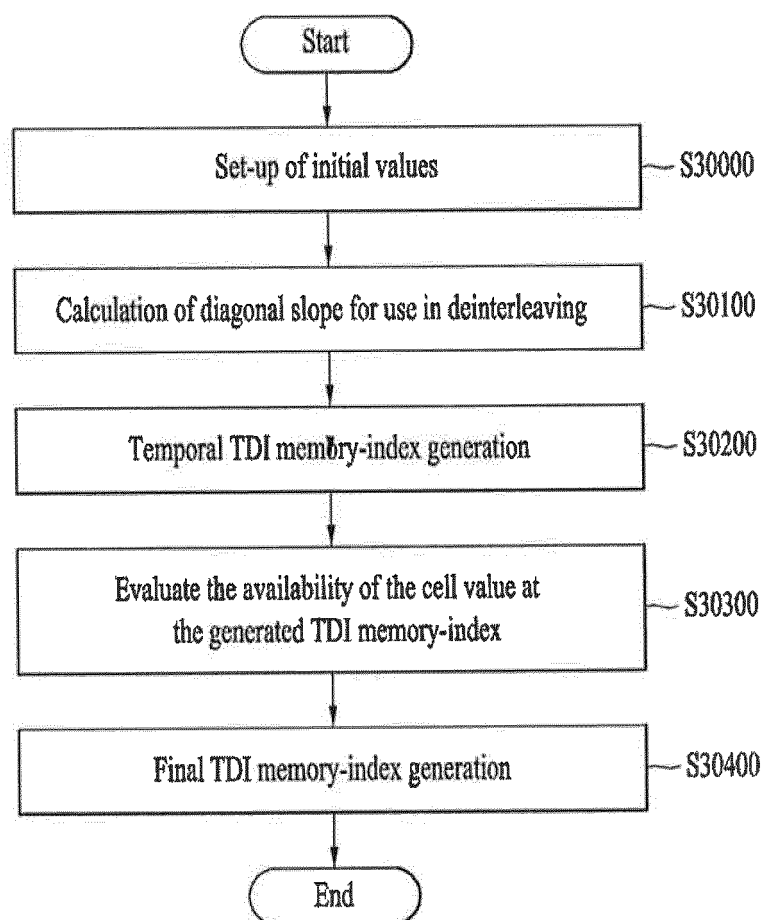 Start
Set-up of initial values
S30000
Calculation of diagonal slope for use in deinterleaving
S30100
Temporal TDI memory-index generation
S30200
Evaluate the availability of the cell value at
the generated TDI memory-index
S30300
Final TDI memory-index generation
S30400
End